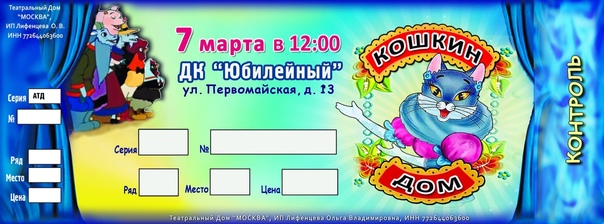 Театральный Дом
"МОСКВА",
ИП Лифенцева О. В.
ИНН 772644063600
Серия АТД
№
Ряд
Место
Цена
7 марта в 12:00
ДК "Юбилейный"
ул. Первомайская, д. 13
Серия
№
Ряд
Место
Цена
КОШКИН
ДОМ
Театральный Дом "МОСКВА", ИП Лифенцева Ольга Владимировна, ИНН 772644063600
КОНТРОЛЬ